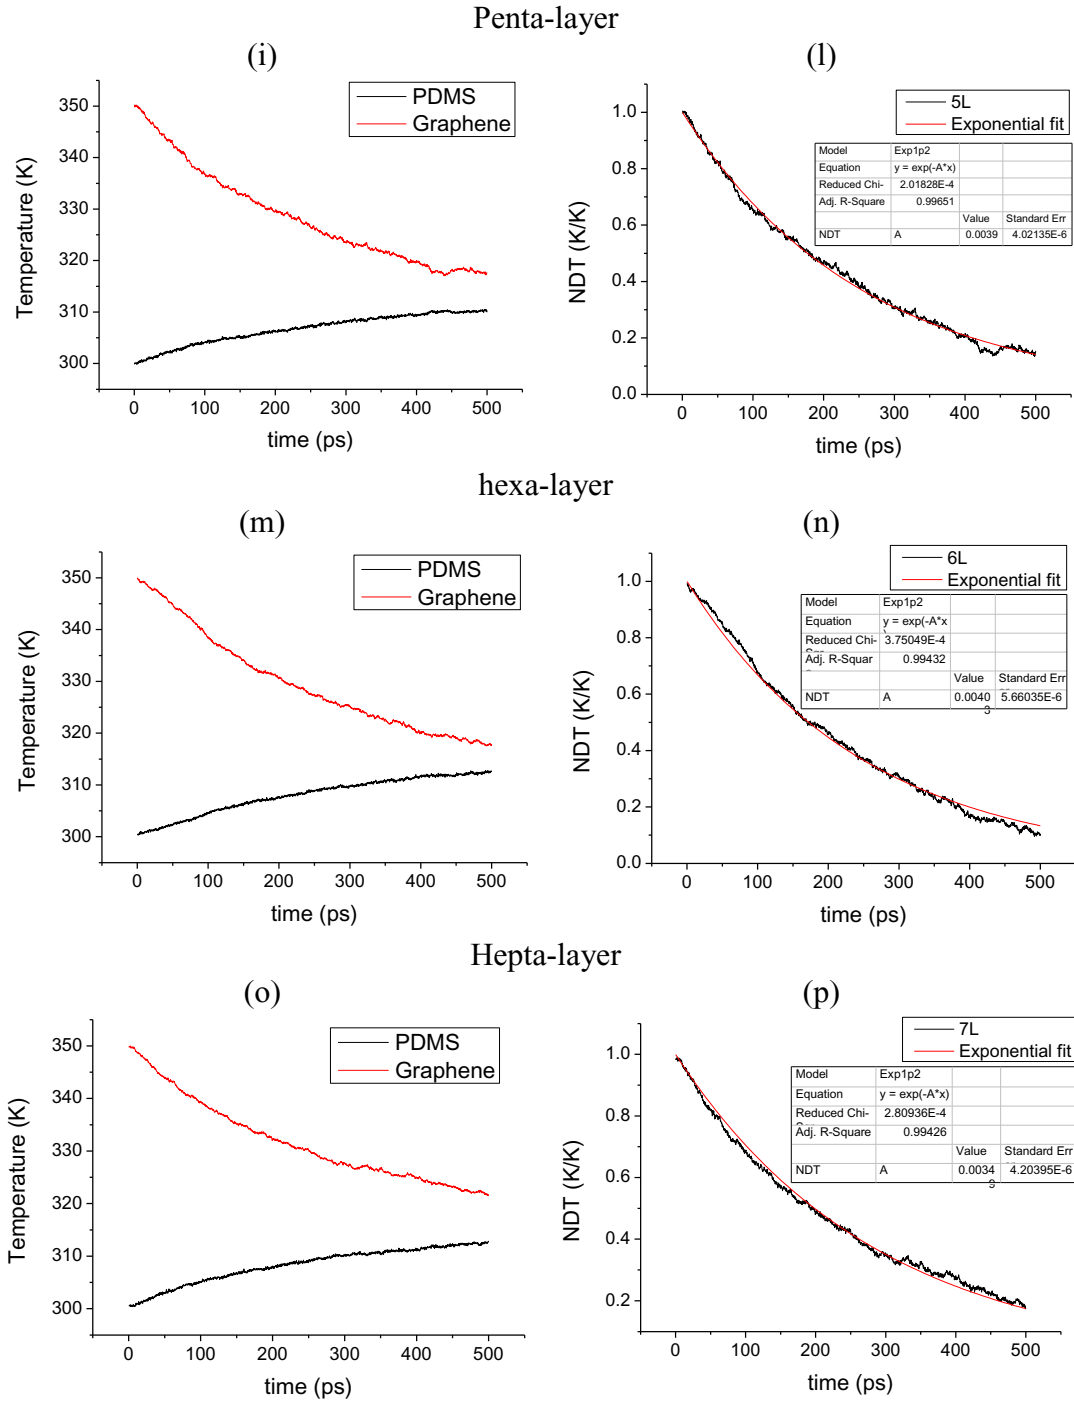 Penta-layer
(i)
(l)
PDMS
Graphene
350
340
330
320
310
300
0 100 200 300 400 500
Temperature (K)
time (ps)
5L
Exponential fit
Model Exp1p2
Equation y = exp(-A*x)
Reduced Chi- 2.01828E-4
Adj. R-Square 0.99651
Value Standard Err
NDT A 0.0039 4.02135E-6
1.0
0.8
0.6
0.4
0.2
0.0
0 100 200 300 400 500
NDT (K/K)
time (ps)
hexa-layer
(m)
(n)
PDMS
Graphene
350
340
330
320
310
300
0 100 200 300 400 500
Temperature (K)
time (ps)
6L
Exponential fit
Model Exp1p2
Equation y = exp(-A*x
Reduced Chi- 3.75049E-4
Adj. R-Squar 0.99432
Value Standard Err
NDT A 0.0040 5.66035E-6
1.0
0.8
0.6
0.4
0.2
0.0
0 100 200 300 400 500
NDT (K/K)
time (ps)
Hepta-layer
(o)
(p)
PDMS
Graphene
350
340
330
320
310
300
0 100 200 300 400 500
Temperature (K)
time (ps)
7L
Exponential fit
Model Exp1p2
Equation y = exp(-A*x)
Reduced Chi- 2.80936E-4
Adj. R-Square 0.99426
Value Standard Err
NDT A 0.0034 4.20395E-6
1.0
0.8
0.6
0.4
0.2
0 100 200 300 400 500
NDT (K/K)
time (ps)